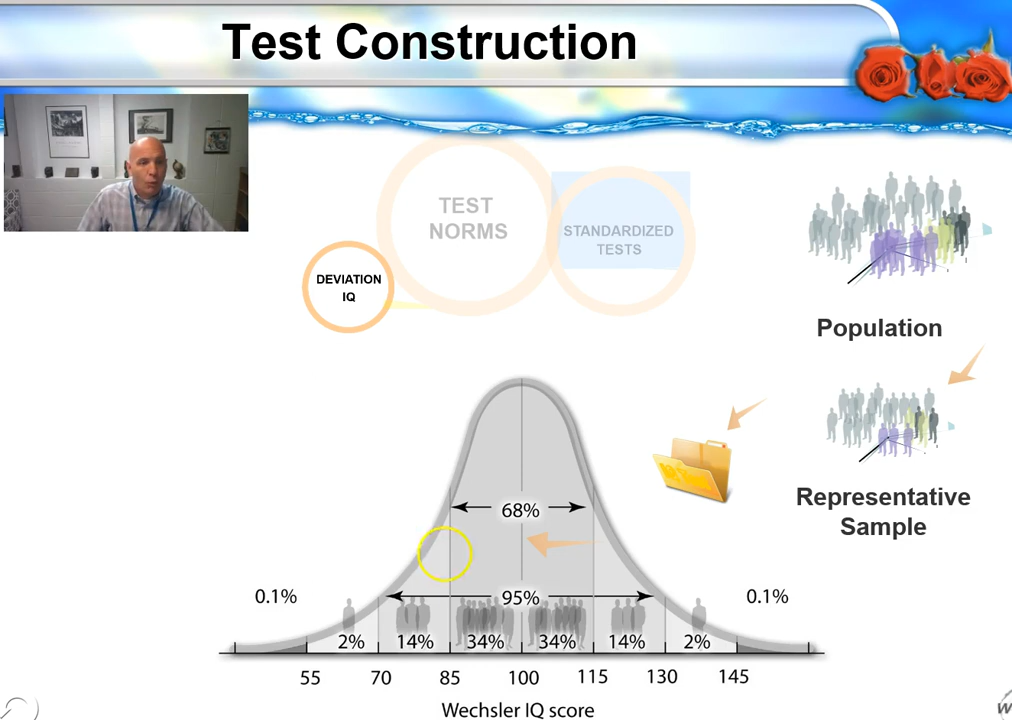 Test Construction
TEST
NORMS
STANDARDIZED
TESTS
DEVIATION
IQ
Population
Representative
Sample
68%
95%
0.1%
0.1%
2%
14%
34%
34%
14%
2%
55
70
85
100
115
130
145
Wechsler IQ score